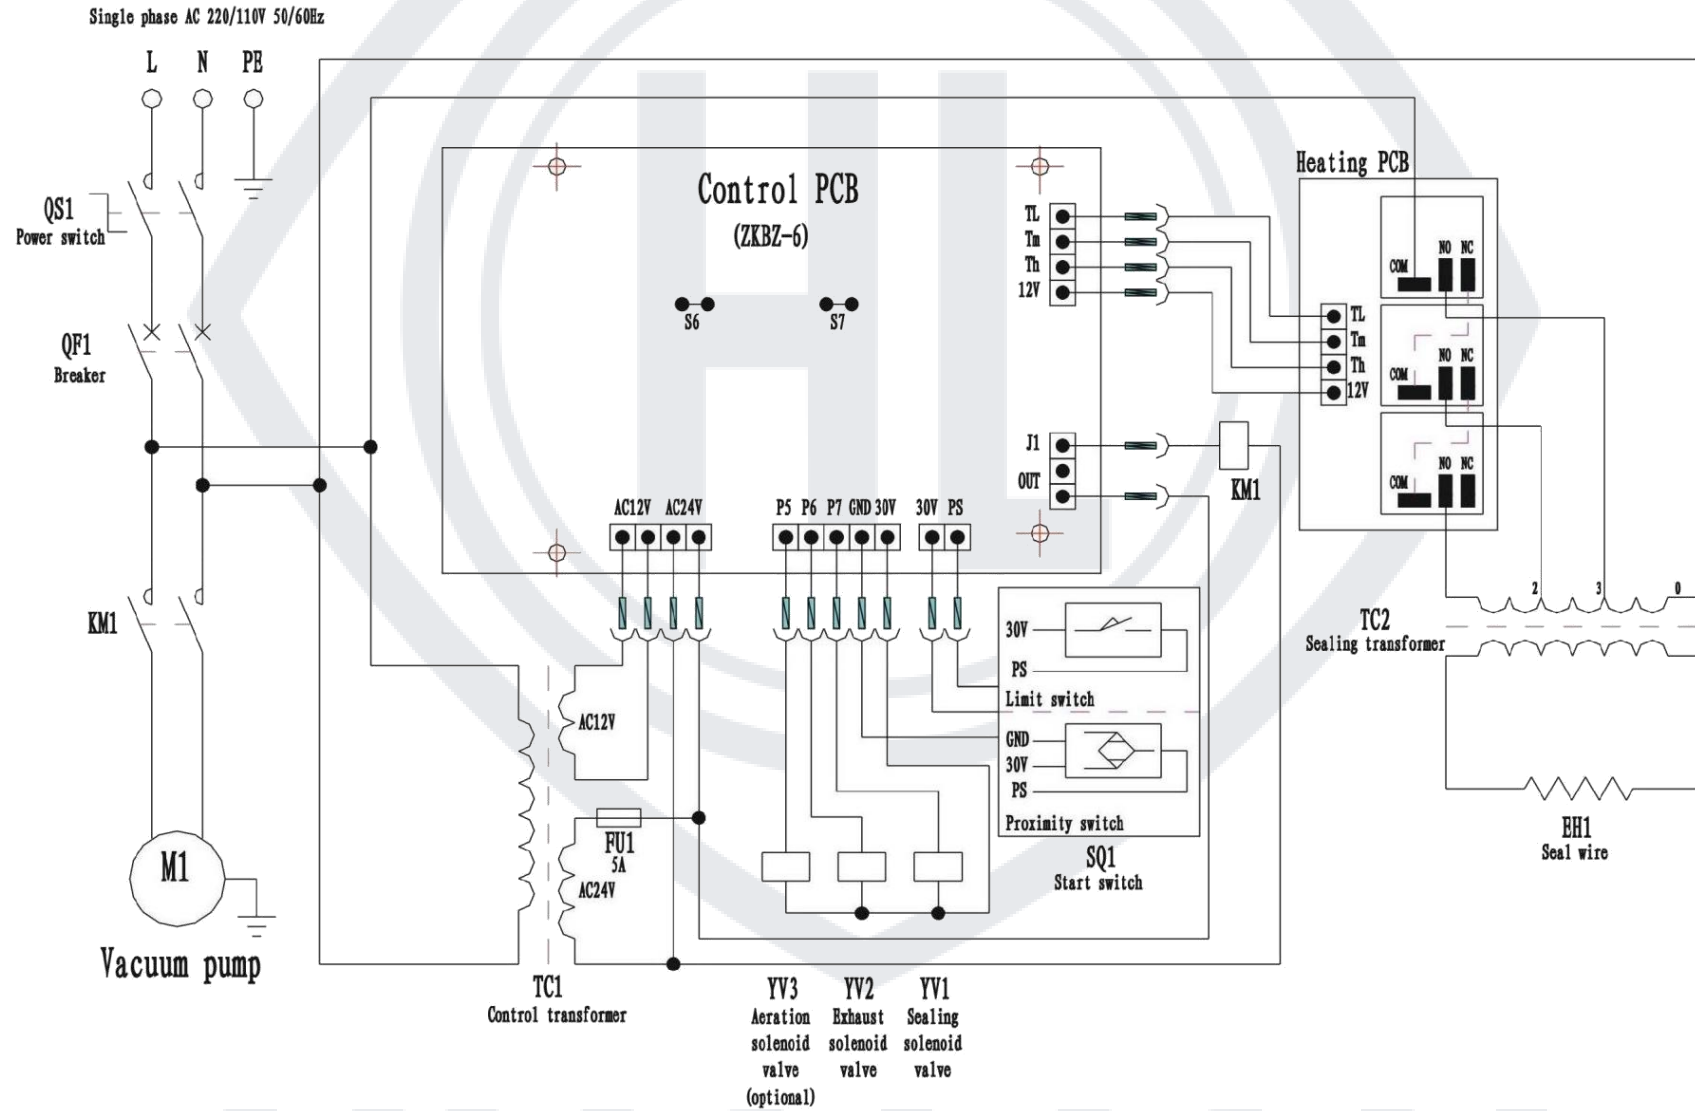 Single phase AC 220/110V 50/60Hz
L N PE
QS1
Power switch
QF1
Breaker
KM1
M1
Vacuum pump
Control PCB
(ZKBZ-6)
S6 S7
TL
Tm
Th
12V
J1
OUT
KM1
AC12V AC24V
P5 P6 P7 GND 30V
30V PS
Heating PCB
COM NO NC
TL
Tm
Th
12V
COM NO NC
COM NO NC
2 3 0
TC2
Sealing transformer
EH1
Seal wire
30V
PS
Limit switch
GND
30V
PS
Proximity switch
SQ1
Start switch
AC12V
FU1
5A
AC24V
TC1
Control transformer
YV3
Aeration
solenoid
valve
(optional)
YV2
Exhaust
solenoid
valve
YV1
Sealing
solenoid
valve
HL